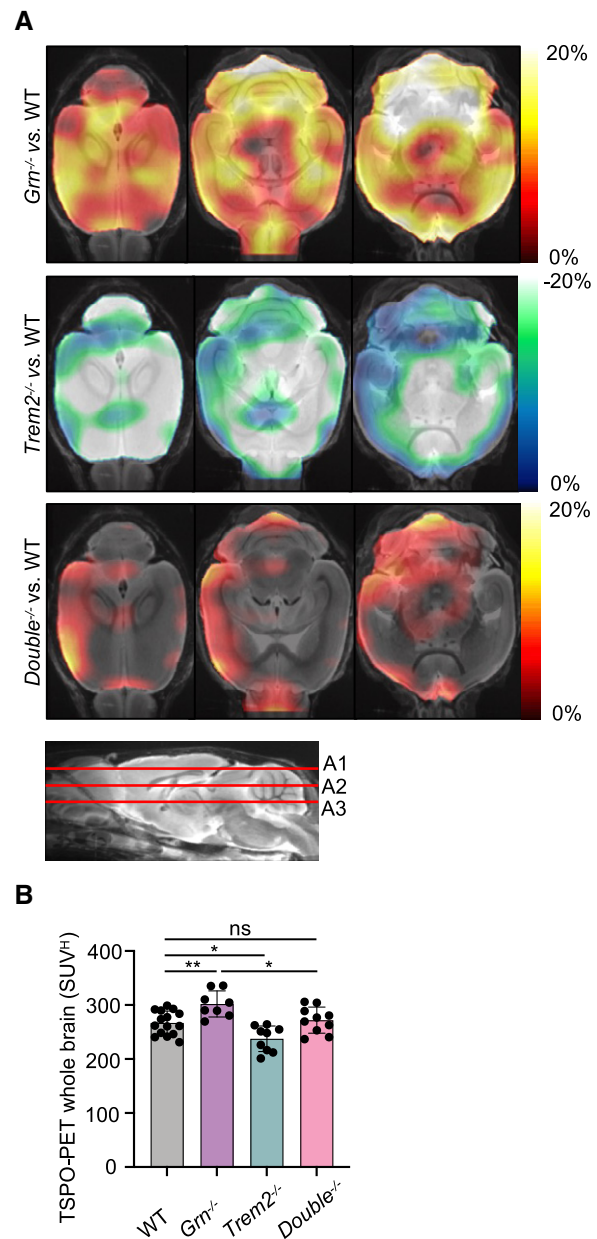 A
Grn-/- vs. WT
20%
0%
Trem2-/- vs. WT
-20%
0%
Double-/- vs. WT
20%
0%
A1
A2
A3
B
TSPO-PET whole brain (SUVᴴ)
ns
*
**
*
400
300
200
100
0
WT
Grn-/-
Trem2-/-
Double-/-